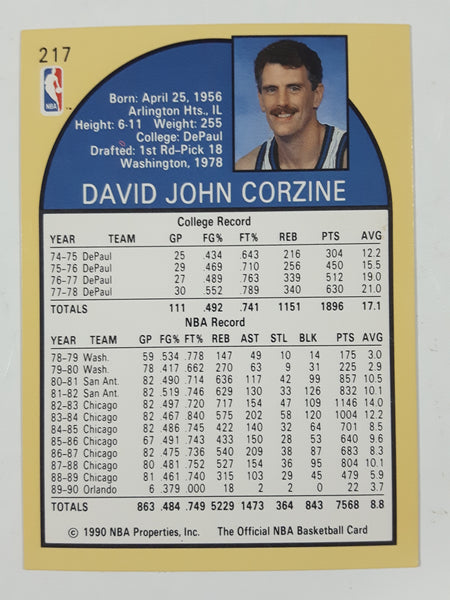 217
NBA
Born: April 25, 1956
Arlington Hts., IL
Height: 6-11 Weight: 255
College: DePaul
Drafted: 1st Rd-Pick 18
Washington, 1978
DAVID JOHN CORZINE
College Record
YEAR TEAM GP FG% FT% REB PTS AVG
74-75 DePaul 25 .434 .643 216 304 12.2
75-76 DePaul 29 .469 .710 256 450 15.5
76-77 DePaul 27 .489 .763 339 512 19.0
77-78 DePaul 30 .552 .789 340 630 21.0
TOTALS 111 .492 .741 1151 1896 17.1
NBA Record
YEAR TEAM GP FG% FT% REB AST STL BLK PTS AVG
78-79 Wash. 59 .534 .778 147 49 10 14 175 3.0
79-80 Wash. 78 .417 .662 270 63 9 31 225 2.9
80-81 San Ant. 82 .490 .714 636 117 42 99 857 10.5
81-82 San Ant. 82 .519 .746 629 130 33 126 832 10.1
82-83 Chicago 82 .497 .720 717 154 47 109 1146 14.0
83-84 Chicago 82 .467 .840 575 202 58 120 1004 12.2
84-85 Chicago 82 .486 .745 422 140 32 64 701 8.5
85-86 Chicago 67 .491 .743 433 150 28 53 640 9.6
86-87 Chicago 82 .475 .736 540 209 38 87 683 8.3
87-88 Chicago 80 .481 .752 527 154 36 95 804 10.1
88-89 Chicago 81 .461 .740 315 103 29 45 479 5.9
89-90 Orlando 6 .379 .000 18 2 2 0 22 3.7
TOTALS 863 .484 .749 5229 1473 364 843 7568 8.8
© 1990 NBA Properties, Inc. The Official NBA Basketball Card